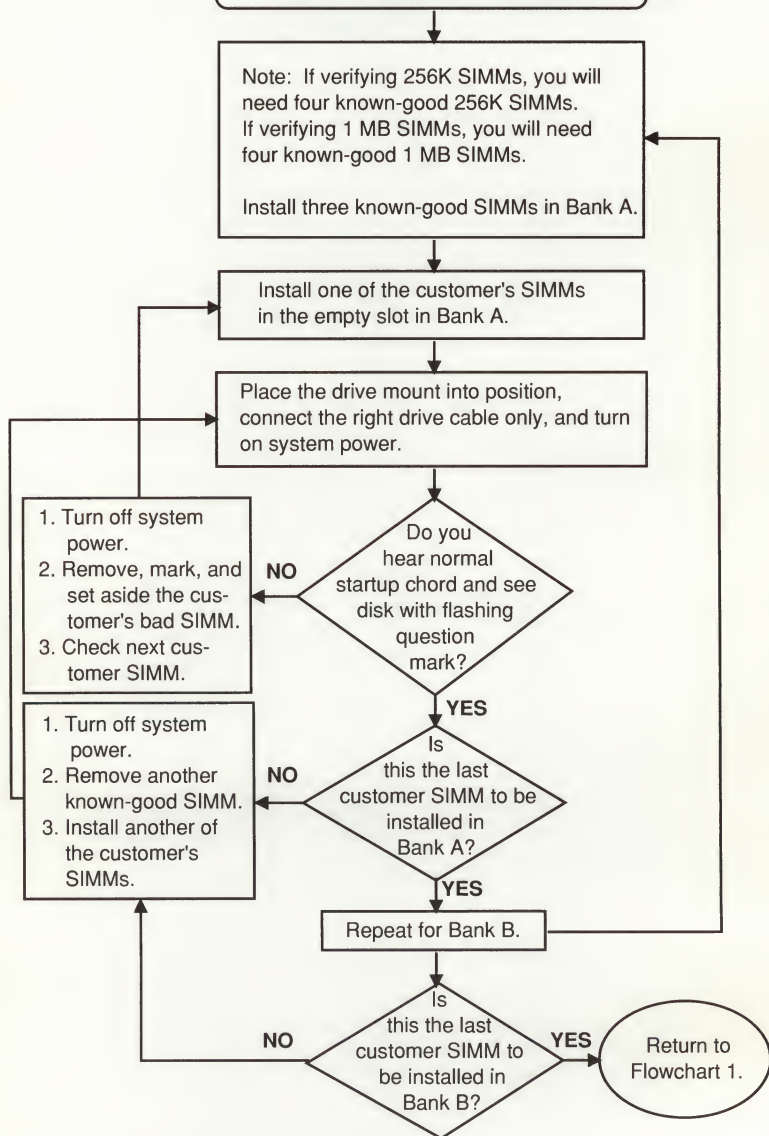 Note: If verifying 256K SIMMs, you will
need four known-good 256K SIMMs.
If verifying 1 MB SIMMs, you will need
four known-good 1 MB SIMMs.
Install three known-good SIMMs in Bank A.
Install one of the customer's SIMMs
in the empty slot in Bank A.
Place the drive mount into position,
connect the right drive cable only, and turn
on system power.
Do you
hear normal
startup chord and see
disk with flashing
question
mark?
NO
1. Turn off system
power.
2. Remove, mark, and
set aside the cus-
tomer's bad SIMM.
3. Check next cus-
tomer SIMM.
YES
Is
this the last
customer SIMM to be
installed in
Bank A?
NO
1. Turn off system
power.
2. Remove another
known-good SIMM.
3. Install another of
the customer's
SIMMs.
YES
Repeat for Bank B.
Is
this the last
customer SIMM to
be installed in
Bank B?
NO
YES
Return to
Flowchart 1.